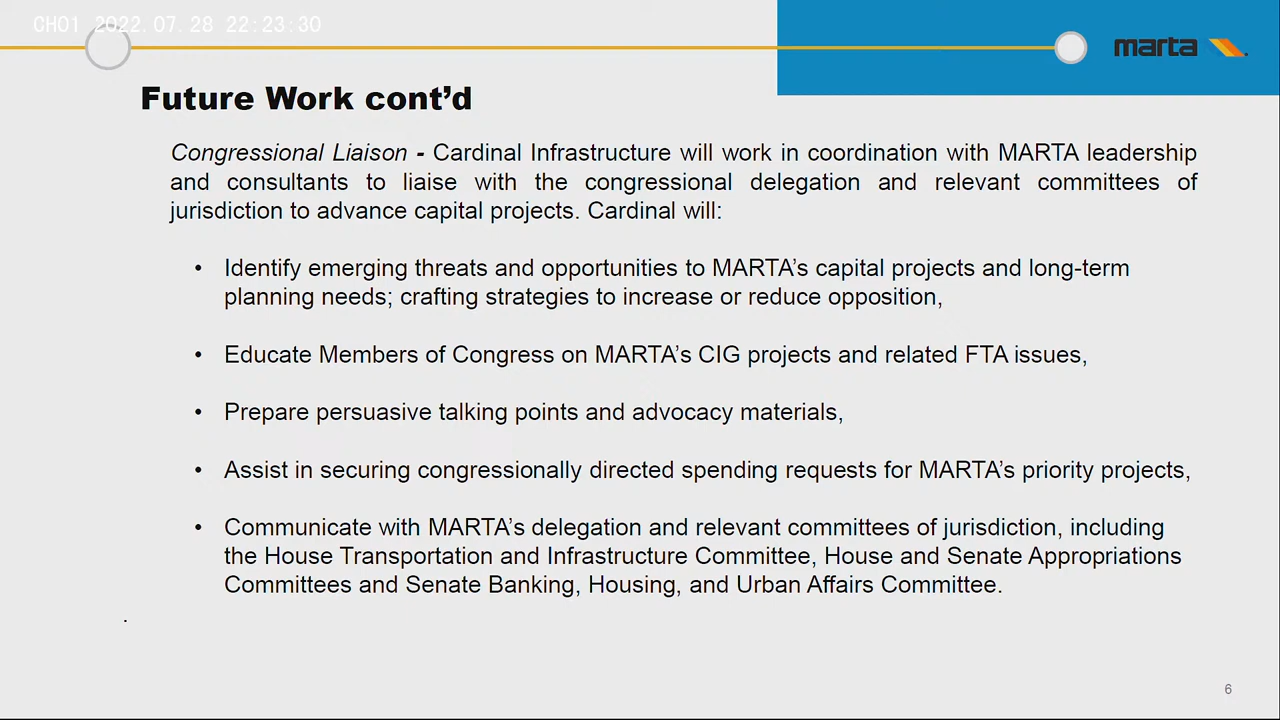 CH01 2022.07.28 22:23:30
marta
Future Work cont’d
Congressional Liaison - Cardinal Infrastructure will work in coordination with MARTA leadership
and consultants to liaise with the congressional delegation and relevant committees of
jurisdiction to advance capital projects. Cardinal will:
• Identify emerging threats and opportunities to MARTA’s capital projects and long-term
planning needs; crafting strategies to increase or reduce opposition,
• Educate Members of Congress on MARTA’s CIG projects and related FTA issues,
• Prepare persuasive talking points and advocacy materials,
• Assist in securing congressionally directed spending requests for MARTA’s priority projects,
• Communicate with MARTA’s delegation and relevant committees of jurisdiction, including
the House Transportation and Infrastructure Committee, House and Senate Appropriations
Committees and Senate Banking, Housing, and Urban Affairs Committee.
.
6